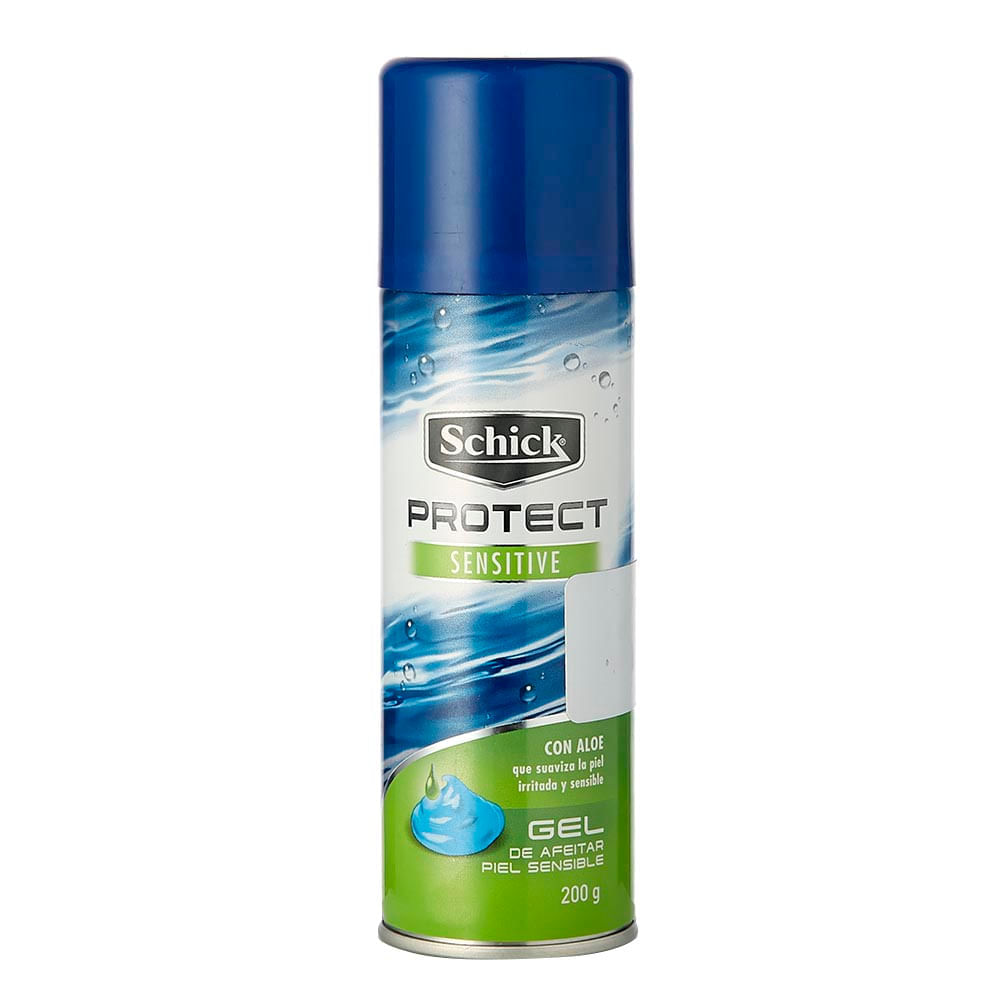 Schick®
PROTECT
SENSITIVE
CON ALOE
que suaviza la piel
irritada y sensible
GEL
DE AFEITAR
PIEL SENSIBLE
200 g